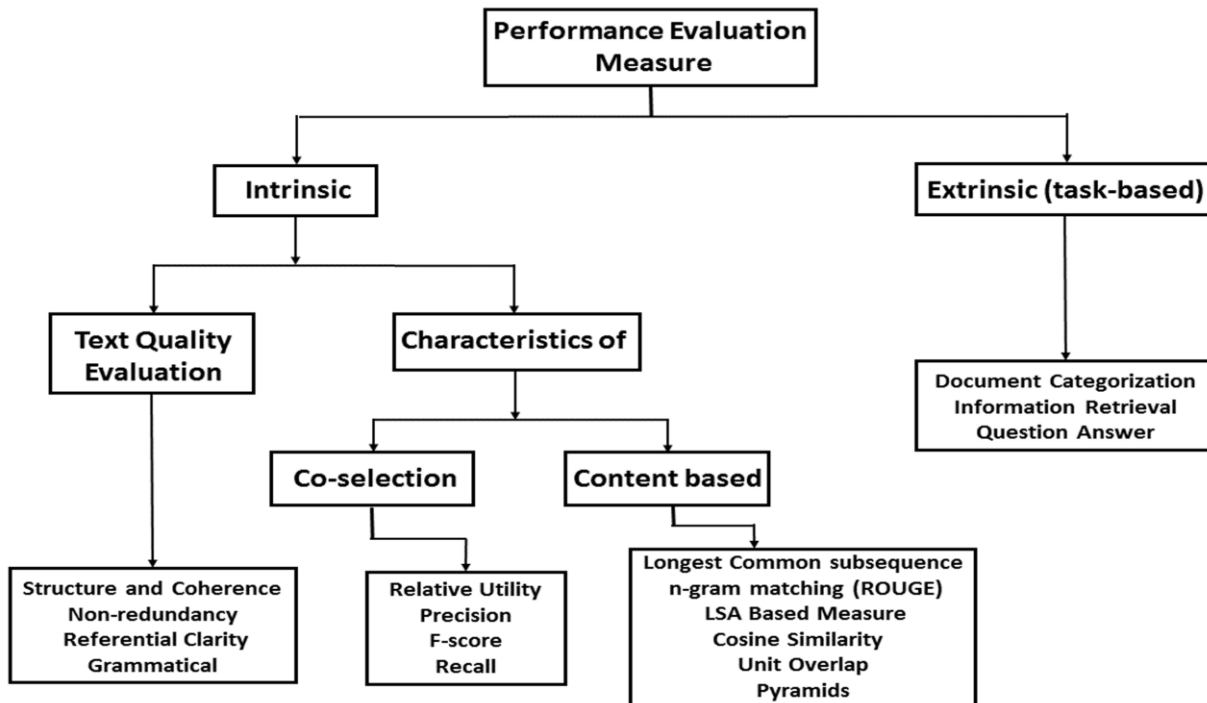 Performance Evaluation
Measure
Intrinsic
Extrinsic (task-based)
Text Quality
Evaluation
Characteristics of
Document Categorization
Information Retrieval
Question Answer
Co-selection
Content based
Structure and Coherence
Non-redundancy
Referential Clarity
Grammatical
Relative Utility
Precision
F-score
Recall
Longest Common subsequence
n-gram matching (ROUGE)
LSA Based Measure
Cosine Similarity
Unit Overlap
Pyramids